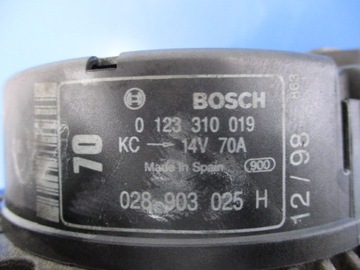 BOSCH
0 123 310 019
KC → 14V 70A
Made in Spain 900
028 903 025 H
70
12/98
863